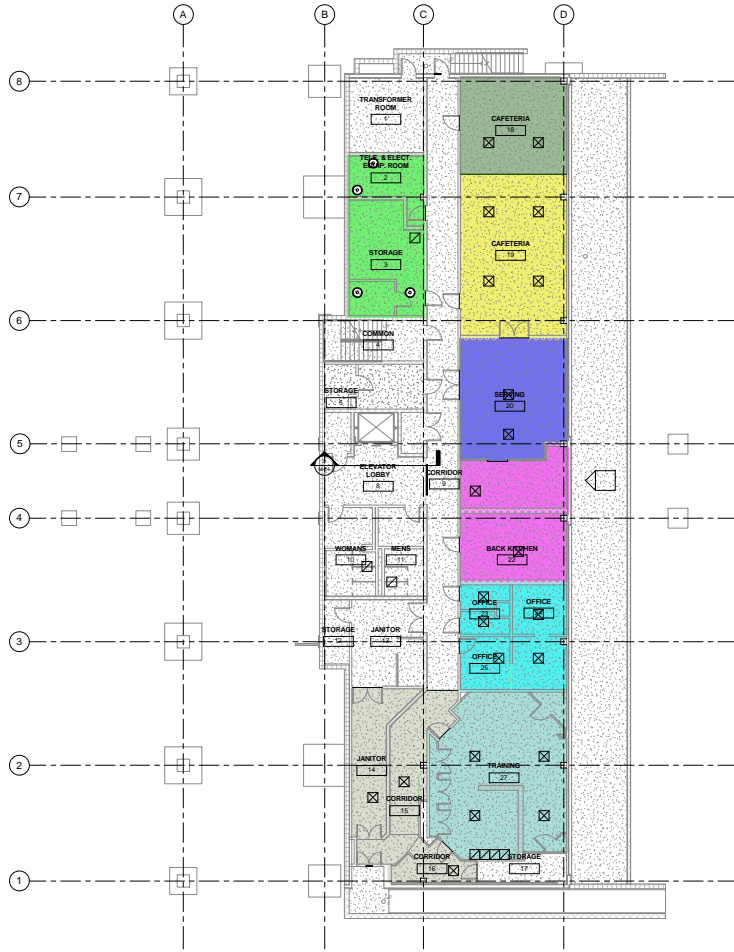 A
B
C
D
8
TRANSFORMER
ROOM
1
CAFETERIA
18
TELE. & ELECT.
EQUIP. ROOM
2
7
CAFETERIA
19
STORAGE
3
6
COMMON
4
STORAGE
5
SERVING
20
5
ELEVATOR
LOBBY
8
CORRIDOR
9
4
WOMANS
10
MENS
11
BACK KITCHEN
22
OFFICE
23
OFFICE
3
STORAGE
12
JANITOR
13
OFFICE
25
2
JANITOR
14
TRAINING
27
CORRIDOR
15
CORRIDOR
16
STORAGE
17
1